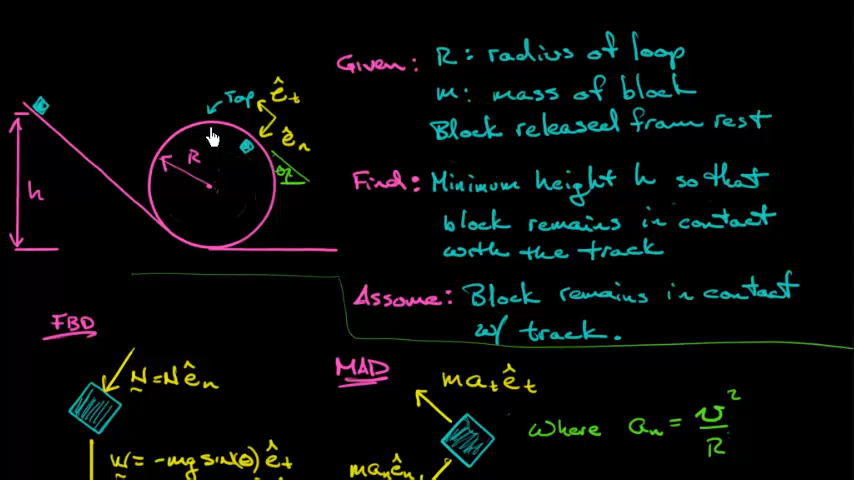 Given: R: radius of loop
m: mass of block
Block released from rest
Find: Minimum height h so that
block remains in contact
worth the track
Assume: Block remains in contact
w/ track.
Top
ê_t
ê_n
R
θ
h
FBD
N = N ê_n
W = -mg sin(θ) ê_t
MAD
ma_t ê_t
ma_n ê_n
where a_n = v²/R